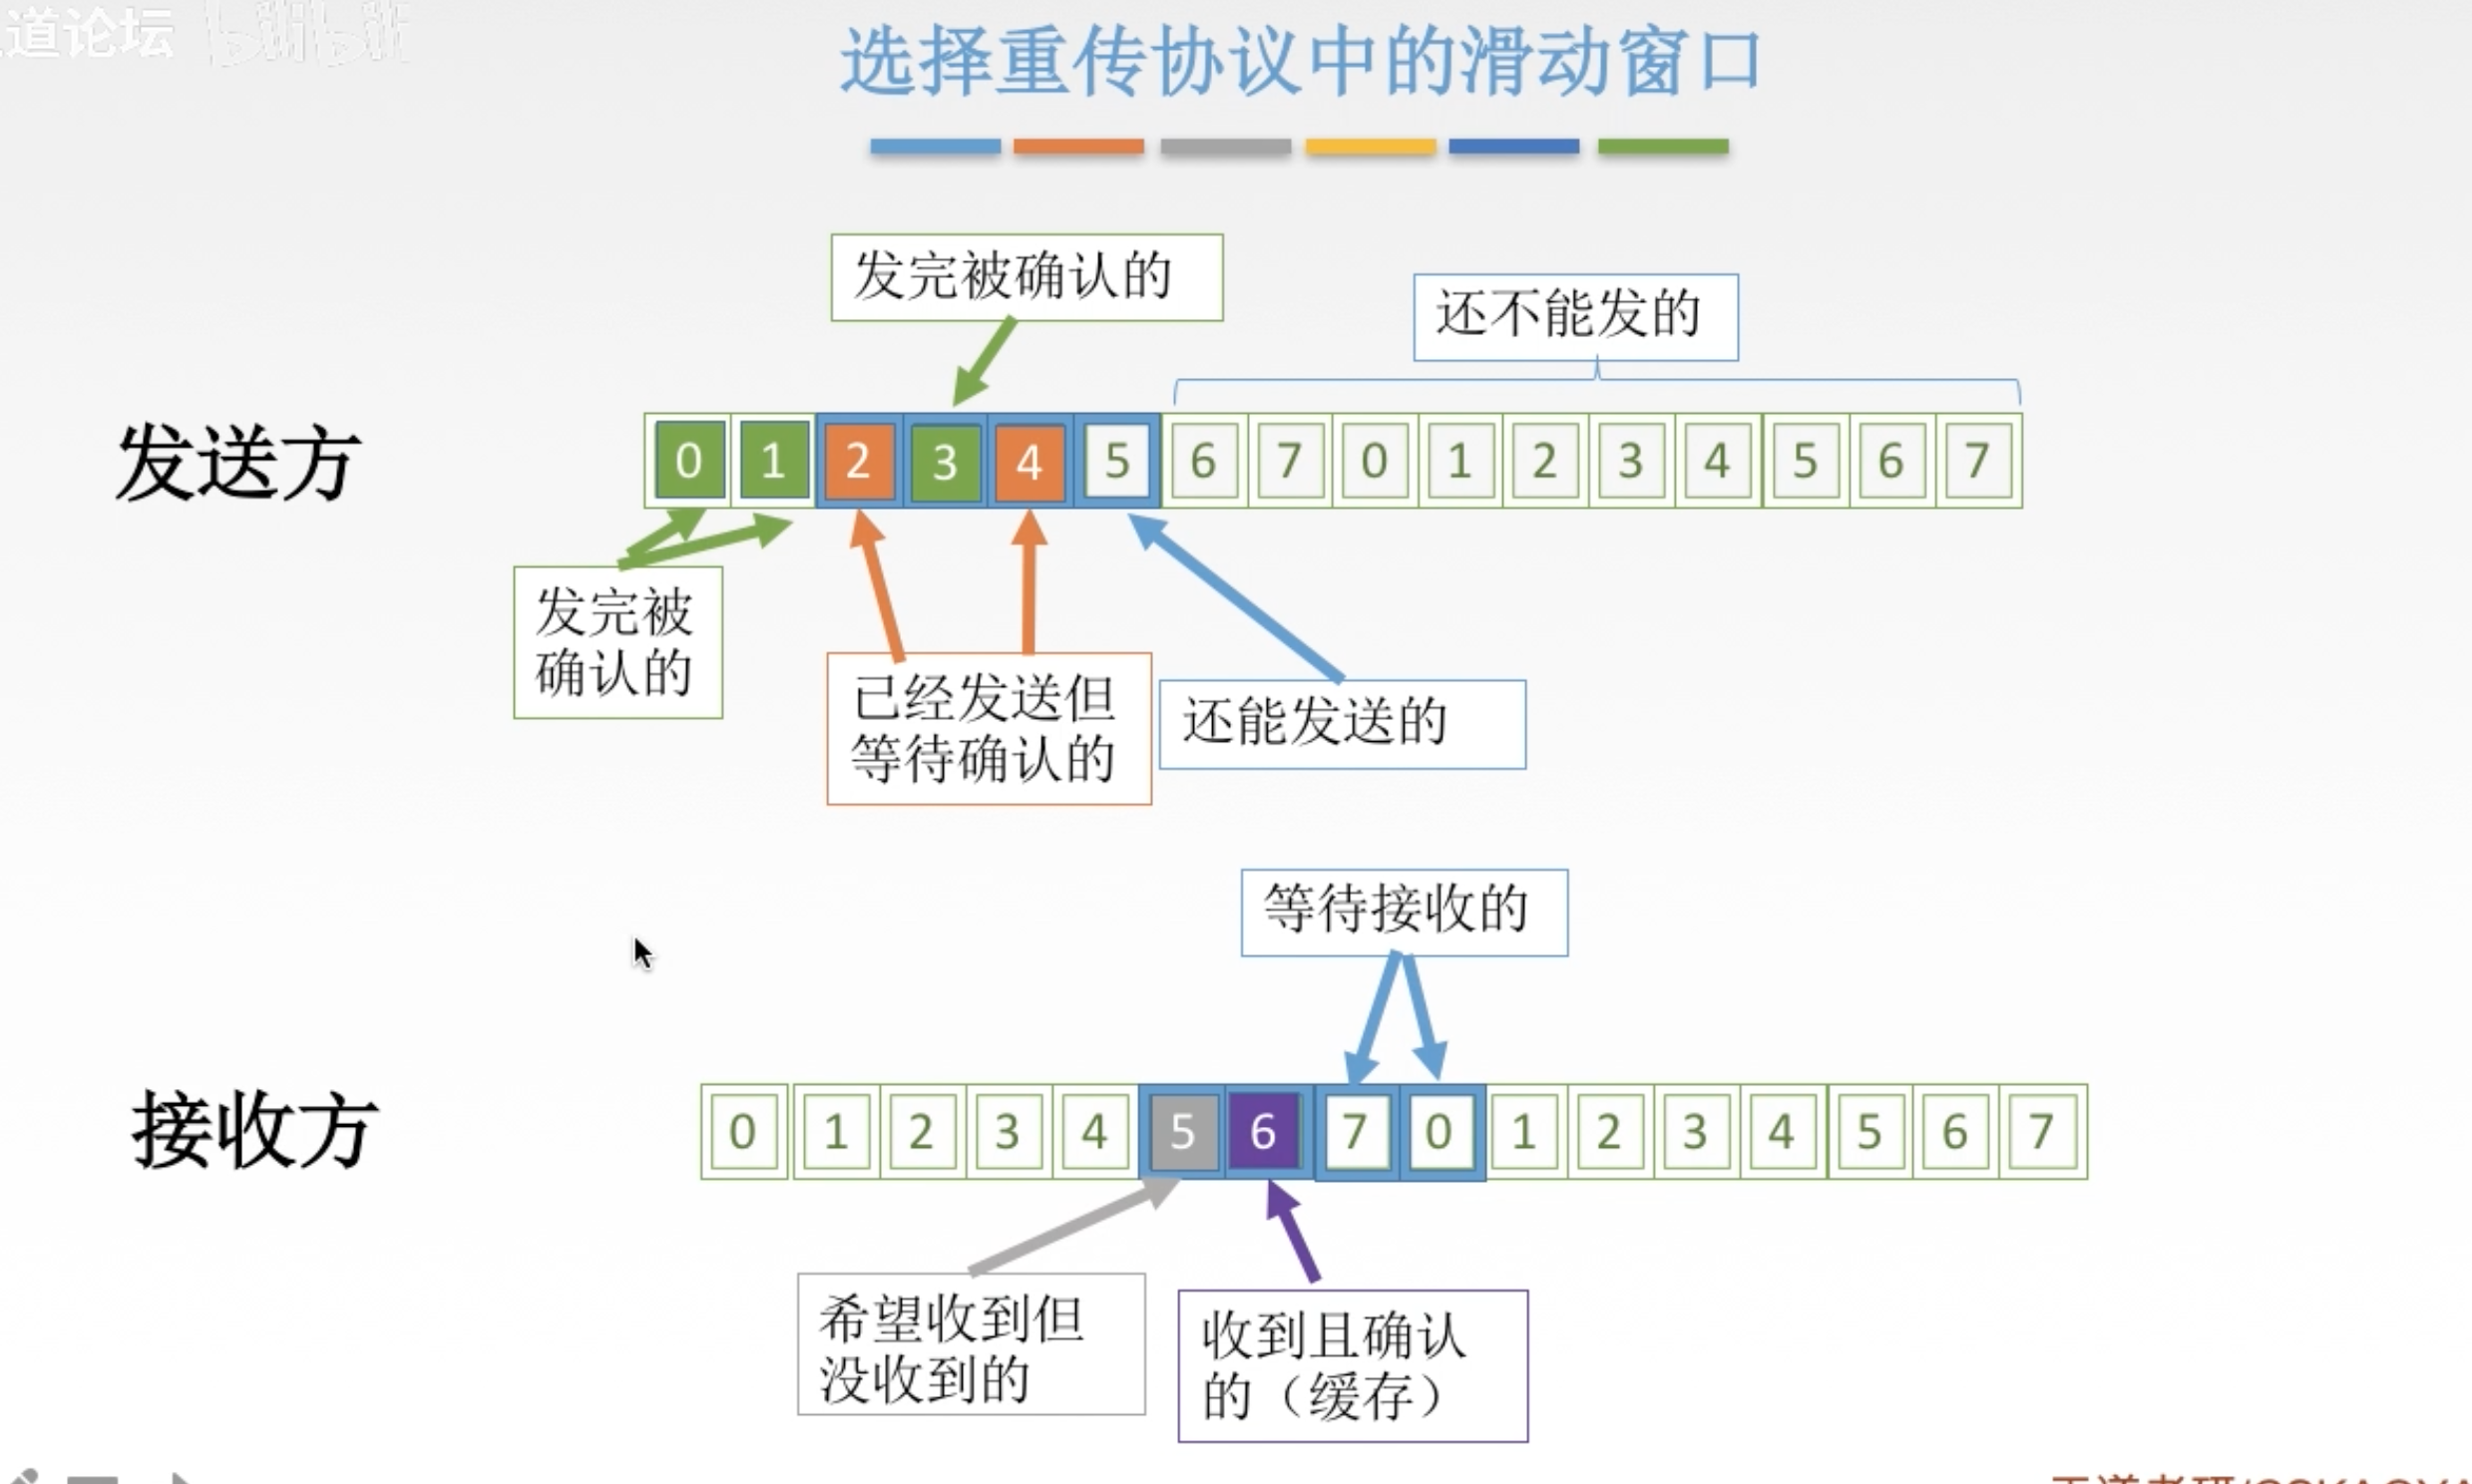 道论坛
选择重传协议中的滑动窗口
发完被确认的
还不能发的
发送方
0 1 2 3 4 5 6 7 0 1 2 3 4 5 6 7
发完被
确认的
已经发送但
等待确认的
还能发送的
等待接收的
接收方
0 1 2 3 4 5 6 7 0 1 2 3 4 5 6 7
希望收到但
没收到的
收到且确认
的（缓存）